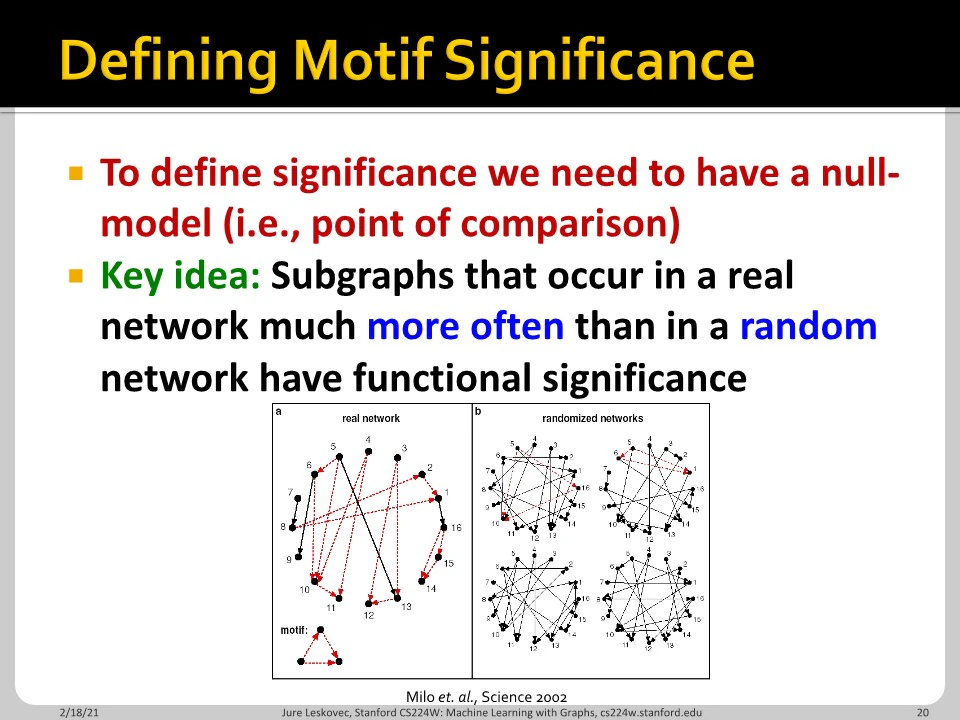 Defining Motif Significance
To define significance we need to have a null-
model (i.e., point of comparison)
Key idea: Subgraphs that occur in a real
network much more often than in a random
network have functional significance
a
real network
b
randomized networks
4
5
3
6
2
7
1
8
16
9
15
10
14
11
13
12
motif:
Milo et. al., Science 2002
2/18/21
Jure Leskovec, Stanford CS224W: Machine Learning with Graphs, cs224w.stanford.edu
20